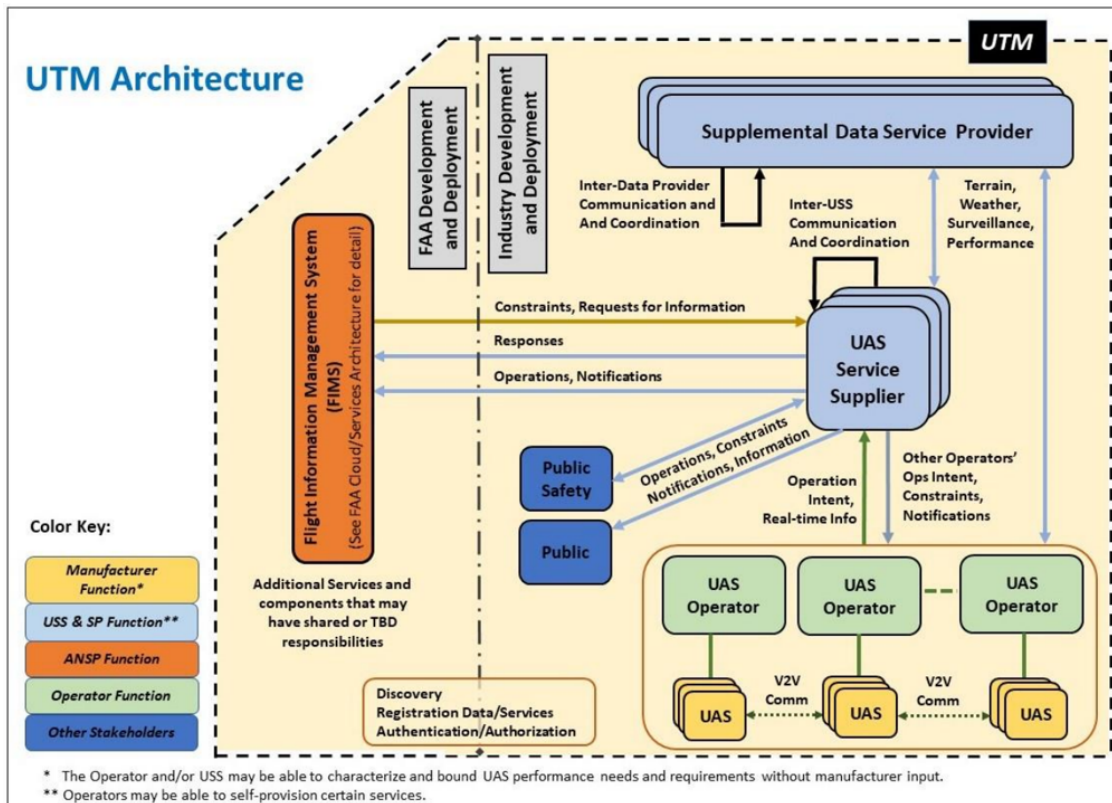 UTM Architecture
UTM
FAA Development
and Deployment
Industry Development
and Deployment
Supplemental Data Service Provider
Inter-Data Provider
Communication and
And Coordination
Inter-USS
Communication
And Coordination
Terrain,
Weather,
Surveillance,
Performance
Flight Information Management System
(FIMS)
(See FAA Cloud/Services Architecture for detail)
Constraints, Requests for Information
Responses
Operations, Notifications
UAS
Service
Supplier
Operations, Constraints
Notifications, Information
Public
Safety
Public
Operation
Intent,
Real-time Info
Other Operators'
Ops Intent,
Constraints,
Notifications
Color Key:
Manufacturer
Function*
USS & SP Function**
ANSP Function
Operator Function
Other Stakeholders
Additional Services and
components that may
have shared or TBD
responsibilities
Discovery
Registration Data/Services
Authentication/Authorization
UAS
Operator
UAS
Operator
UAS
Operator
V2V
Comm
V2V
Comm
UAS
UAS
UAS
* The Operator and/or USS may be able to characterize and bound UAS performance needs and requirements without manufacturer input.
** Operators may be able to self-provision certain services.